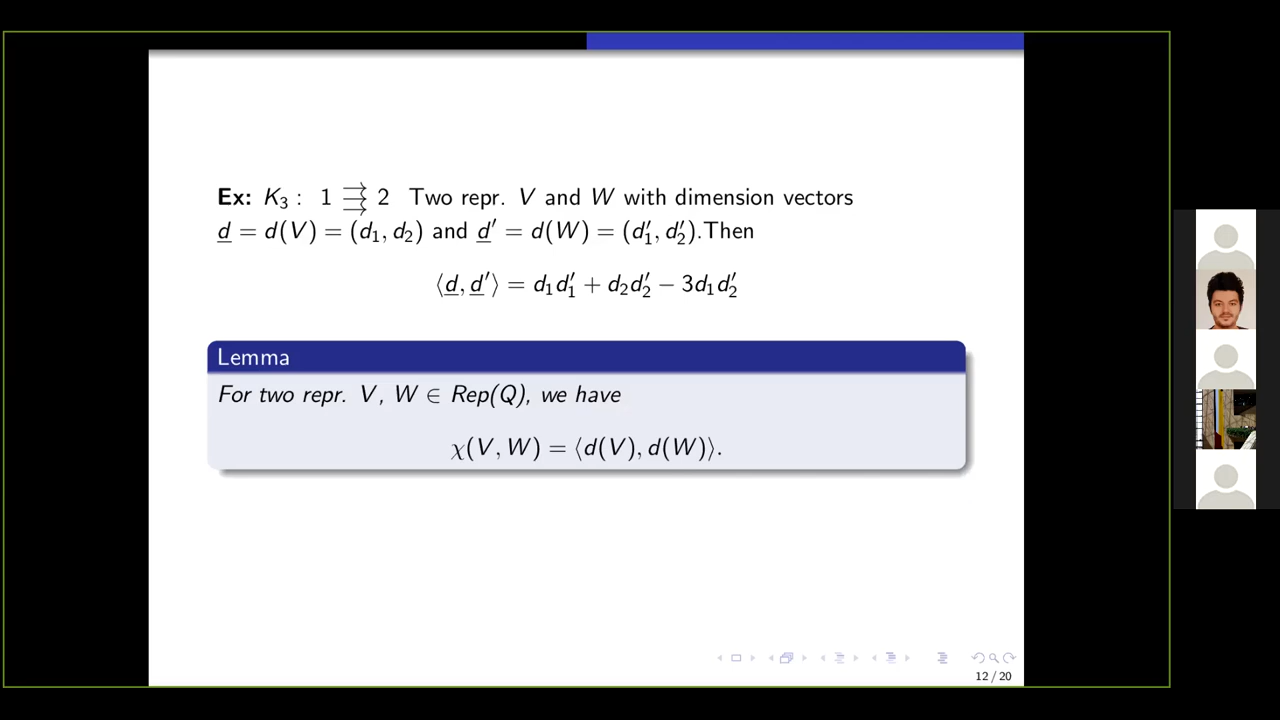 Ex: K₃ : 1 ⇶ 2 Two repr. V and W with dimension vectors
d = d(V) = (d₁, d₂) and d′ = d(W) = (d′₁, d′₂).Then
⟨d, d′⟩ = d₁d′₁ + d₂d′₂ − 3d₁d′₂
Lemma
For two repr. V, W ∈ Rep(Q), we have
χ(V, W) = ⟨d(V), d(W)⟩.
12 / 20